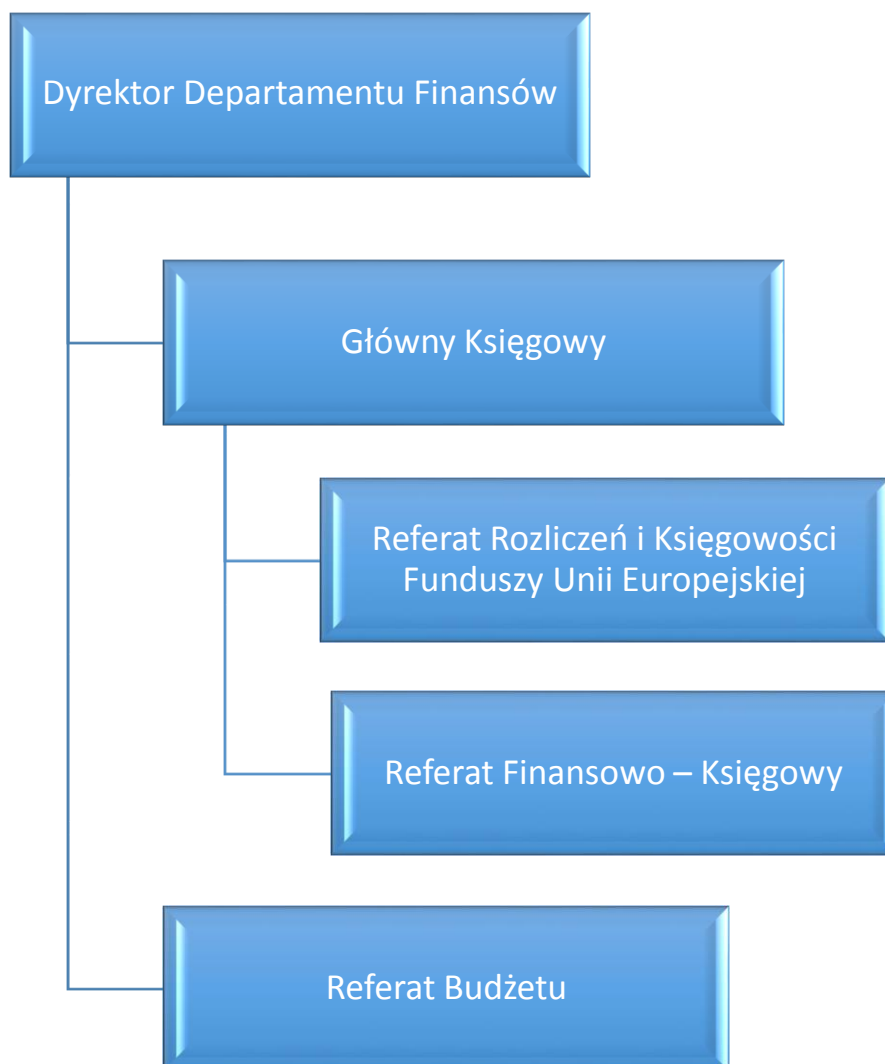 Dyrektor Departamentu Finansów
Główny Księgowy
Referat Rozliczeń i Księgowości
Funduszy Unii Europejskiej
Referat Finansowo – Księgowy
Referat Budżetu